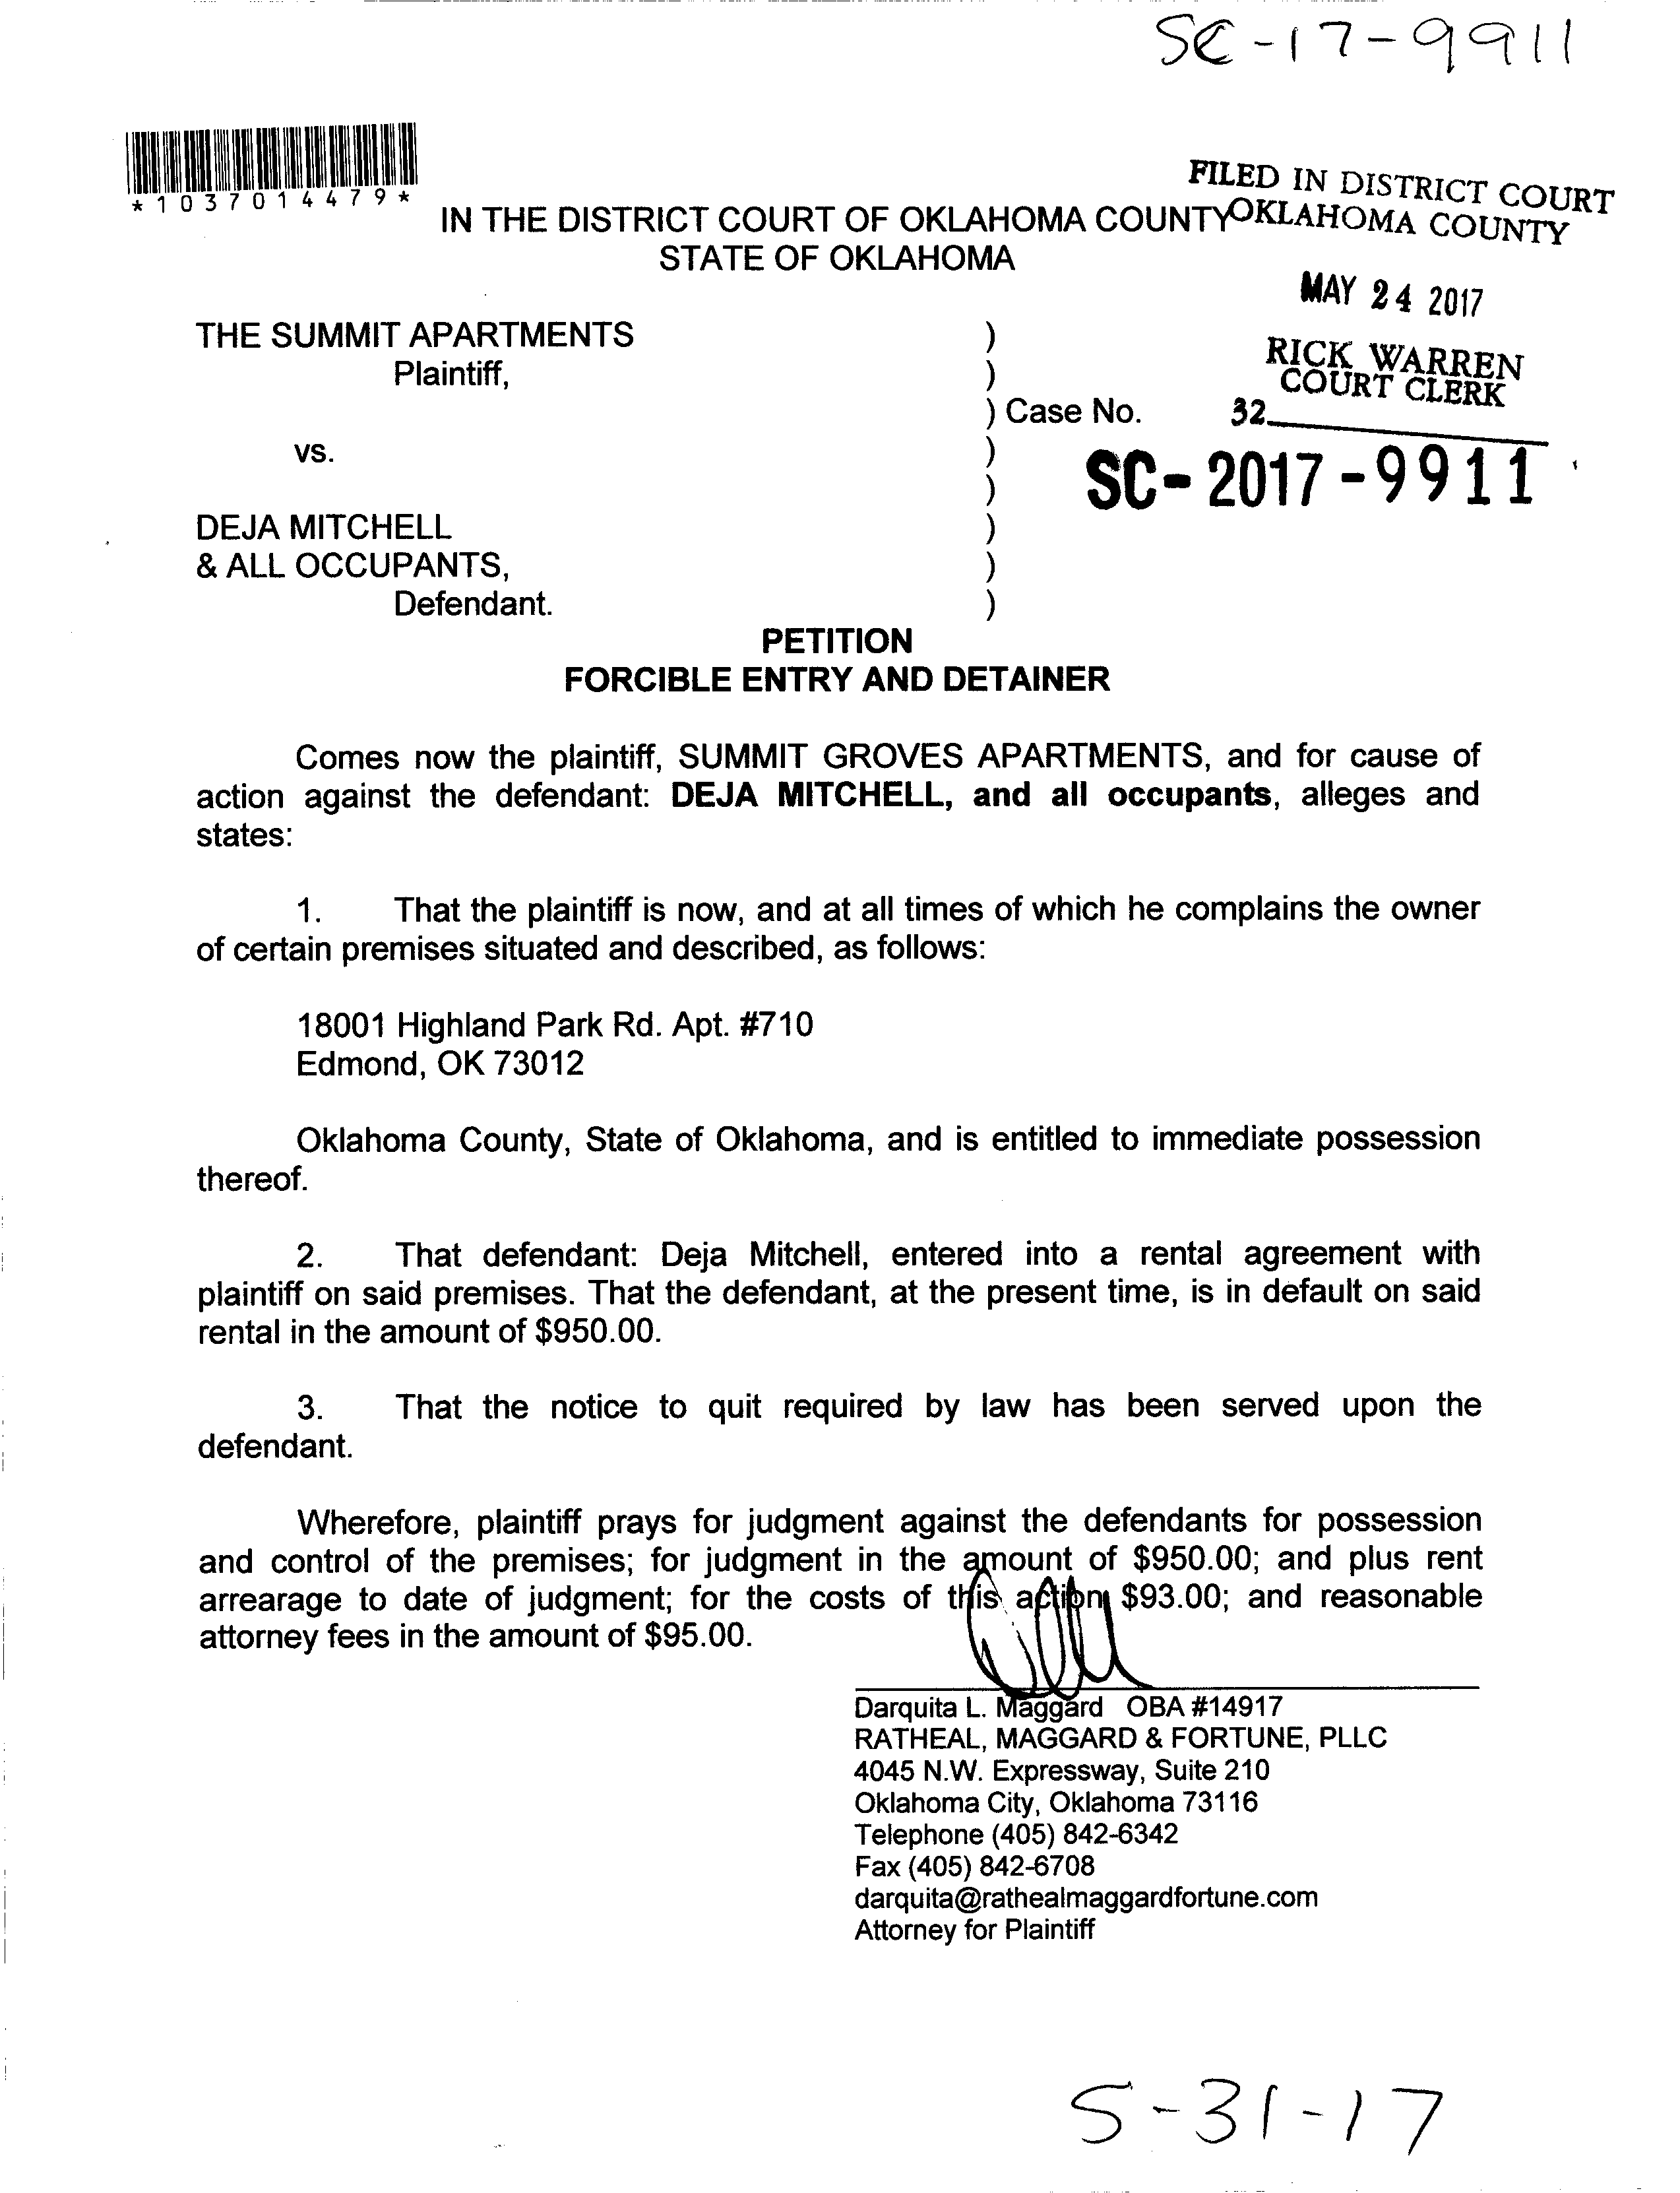 SC-17-9911
*1037014479*
FILED IN DISTRICT COURT
OKLAHOMA COUNTY
IN THE DISTRICT COURT OF OKLAHOMA COUNTY
STATE OF OKLAHOMA
MAY 24 2017
THE SUMMIT APARTMENTS )
Plaintiff, )
RICK WARREN
COURT CLERK
) Case No. 32
vs. )
SC-2017-9911
)
DEJA MITCHELL )
& ALL OCCUPANTS, )
Defendant. )
PETITION
FORCIBLE ENTRY AND DETAINER
Comes now the plaintiff, SUMMIT GROVES APARTMENTS, and for cause of
action against the defendant: DEJA MITCHELL, and all occupants, alleges and
states:
1. That the plaintiff is now, and at all times of which he complains the owner
of certain premises situated and described, as follows:
18001 Highland Park Rd. Apt. #710
Edmond, OK 73012
Oklahoma County, State of Oklahoma, and is entitled to immediate possession
thereof.
2. That defendant: Deja Mitchell, entered into a rental agreement with
plaintiff on said premises. That the defendant, at the present time, is in default on said
rental in the amount of $950.00.
3. That the notice to quit required by law has been served upon the
defendant.
Wherefore, plaintiff prays for judgment against the defendants for possession
and control of the premises; for judgment in the amount of $950.00; and plus rent
arrearage to date of judgment; for the costs of this action $93.00; and reasonable
attorney fees in the amount of $95.00.
Darquita L. Maggard OBA #14917
RATHEAL, MAGGARD & FORTUNE, PLLC
4045 N.W. Expressway, Suite 210
Oklahoma City, Oklahoma 73116
Telephone (405) 842-6342
Fax (405) 842-6708
darquita@rathealmaggardfortune.com
Attorney for Plaintiff
5-31-17